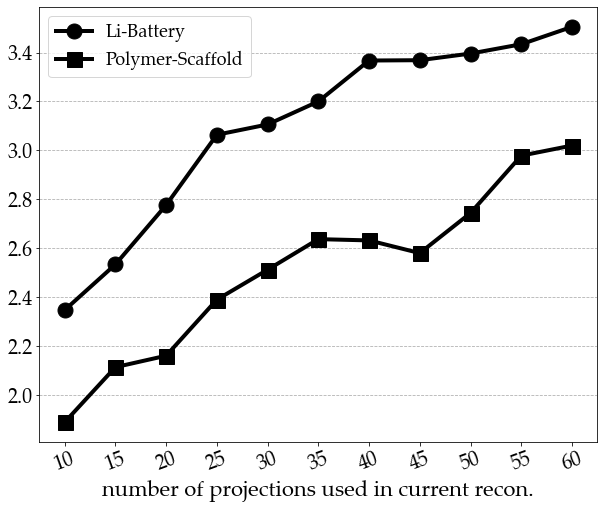 Li-Battery
Polymer-Scaffold
3.4
3.2
3.0
2.8
2.6
2.4
2.2
2.0
10 15 20 25 30 35 40 45 50 55 60
number of projections used in current recon.